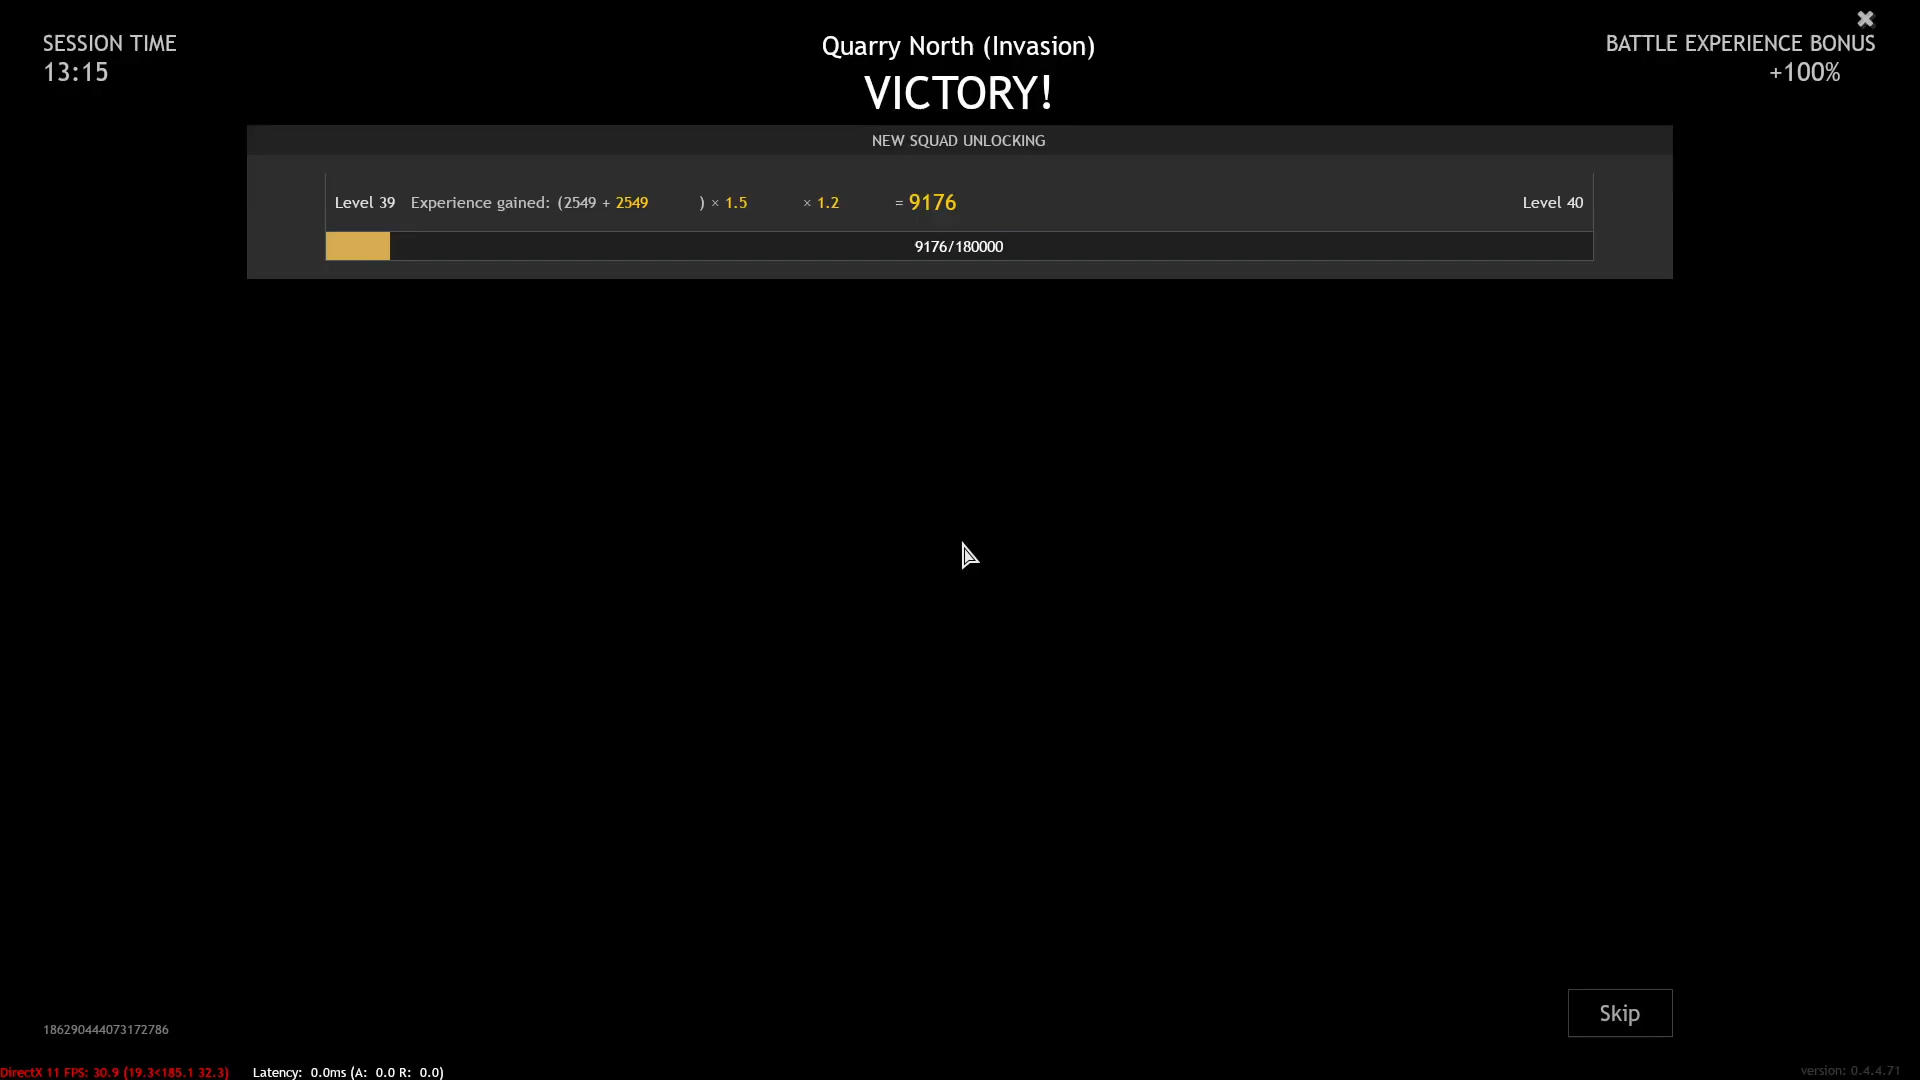 SESSION TIME
13:15
Quarry North (Invasion)
VICTORY!
BATTLE EXPERIENCE BONUS
+100%
NEW SQUAD UNLOCKING
Level 39 Experience gained: (2549 + 2549 ) × 1.5 × 1.2 = 9176 Level 40
9176/180000
Skip
186290444073172786
DirectX 11 FPS: 30.9 (19.3<185.1 32.3) Latency: 0.0ms (A: 0.0 R: 0.0)
version: 0.4.4.71